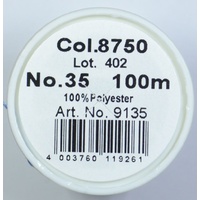 Col.8750
Lot. 402
No.35 100m
100%Polyester
Art. No. 9135
4 003760 119261